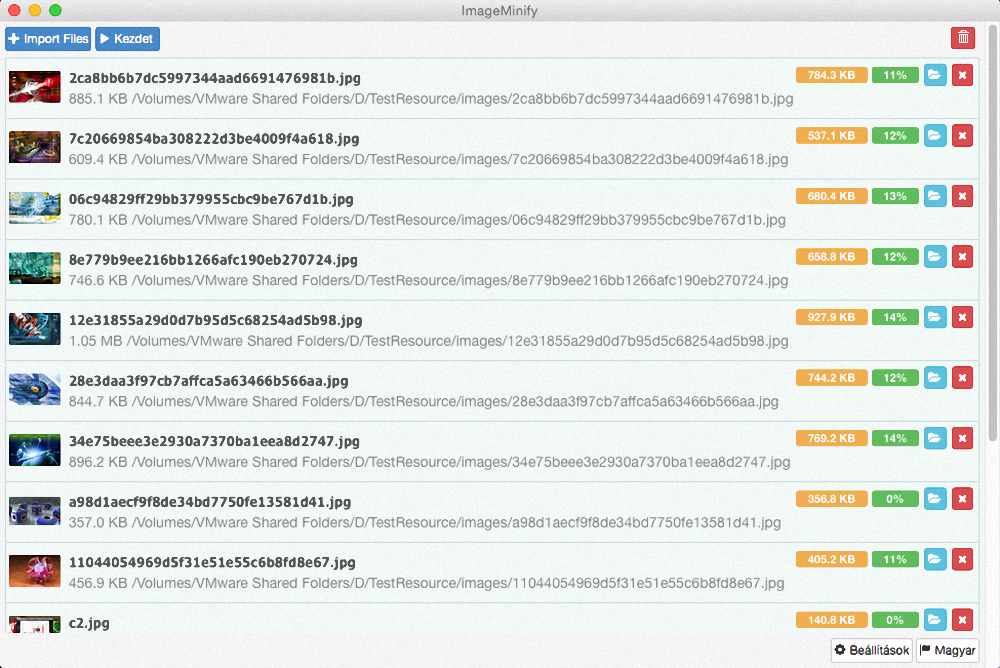 ImageMinify
Import Files Kezdet
2ca8bb6b7dc5997344aad6691476981b.jpg 784.3 KB 11%
885.1 KB /Volumes/VMware Shared Folders/D/TestResource/images/2ca8bb6b7dc5997344aad6691476981b.jpg
7c20669854ba308222d3be4009f4a618.jpg 537.1 KB 12%
609.4 KB /Volumes/VMware Shared Folders/D/TestResource/images/7c20669854ba308222d3be4009f4a618.jpg
06c94829ff29bb379955cbc9be767d1b.jpg 680.4 KB 13%
780.1 KB /Volumes/VMware Shared Folders/D/TestResource/images/06c94829ff29bb379955cbc9be767d1b.jpg
8e779b9ee216bb1266afc190eb270724.jpg 658.8 KB 12%
746.6 KB /Volumes/VMware Shared Folders/D/TestResource/images/8e779b9ee216bb1266afc190eb270724.jpg
12e31855a29d0d7b95d5c68254ad5b98.jpg 927.9 KB 14%
1.05 MB /Volumes/VMware Shared Folders/D/TestResource/images/12e31855a29d0d7b95d5c68254ad5b98.jpg
28e3daa3f97cb7affca5a63466b566aa.jpg 744.2 KB 12%
844.7 KB /Volumes/VMware Shared Folders/D/TestResource/images/28e3daa3f97cb7affca5a63466b566aa.jpg
34e75beee3e2930a7370ba1eea8d2747.jpg 769.2 KB 14%
896.2 KB /Volumes/VMware Shared Folders/D/TestResource/images/34e75beee3e2930a7370ba1eea8d2747.jpg
a98d1aecf9f8de34bd7750fe13581d41.jpg 356.8 KB 0%
357.0 KB /Volumes/VMware Shared Folders/D/TestResource/images/a98d1aecf9f8de34bd7750fe13581d41.jpg
11044054969d5f31e51e55c6b8fd8e67.jpg 405.2 KB 11%
456.9 KB /Volumes/VMware Shared Folders/D/TestResource/images/11044054969d5f31e51e55c6b8fd8e67.jpg
c2.jpg 140.8 KB 0%
Beállítások Magyar